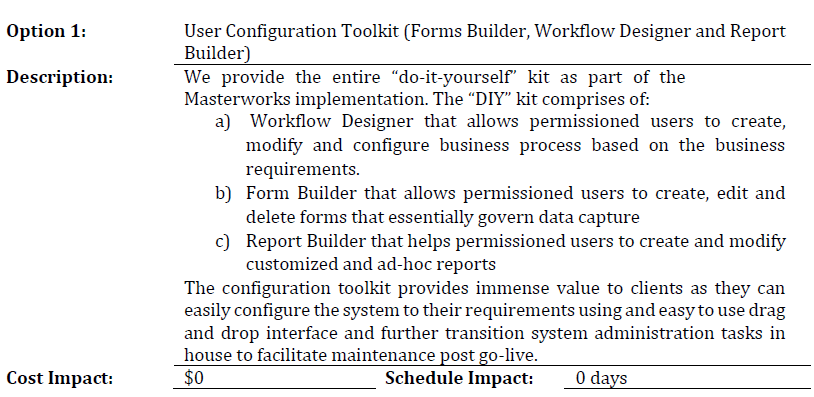 Option 1: User Configuration Toolkit (Forms Builder, Workflow Designer and Report
Builder)
Description: We provide the entire “do-it-yourself” kit as part of the
Masterworks implementation. The “DIY” kit comprises of:
a) Workflow Designer that allows permissioned users to create,
modify and configure business process based on the business
requirements.
b) Form Builder that allows permissioned users to create, edit and
delete forms that essentially govern data capture
c) Report Builder that helps permissioned users to create and modify
customized and ad-hoc reports
The configuration toolkit provides immense value to clients as they can
easily configure the system to their requirements using and easy to use drag
and drop interface and further transition system administration tasks in
house to facilitate maintenance post go-live.
Cost Impact: $0 Schedule Impact: 0 days